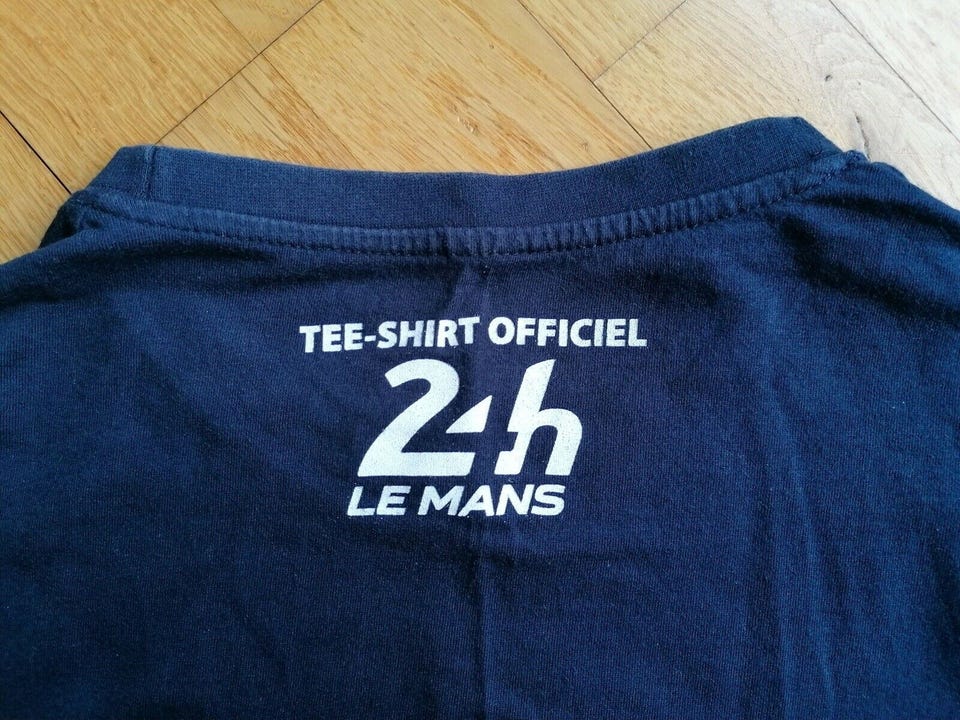 TEE-SHIRT OFFICIEL
24h
LE MANS